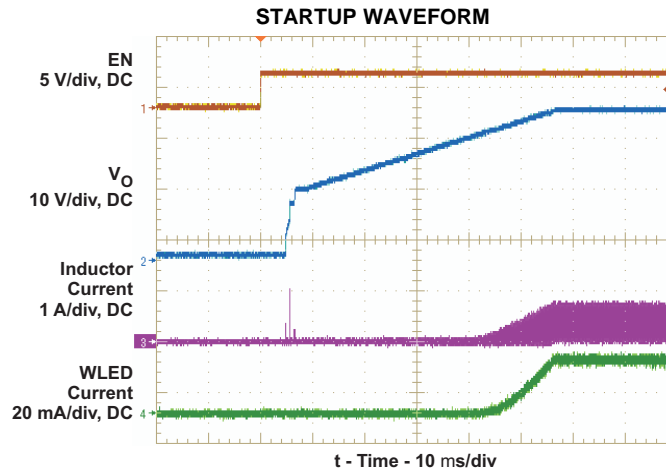 STARTUP WAVEFORM
EN
5 V/div, DC
1
VO
10 V/div, DC
2
Inductor
Current
1 A/div, DC
3
WLED
Current
20 mA/div, DC
4
t - Time - 10 ms/div